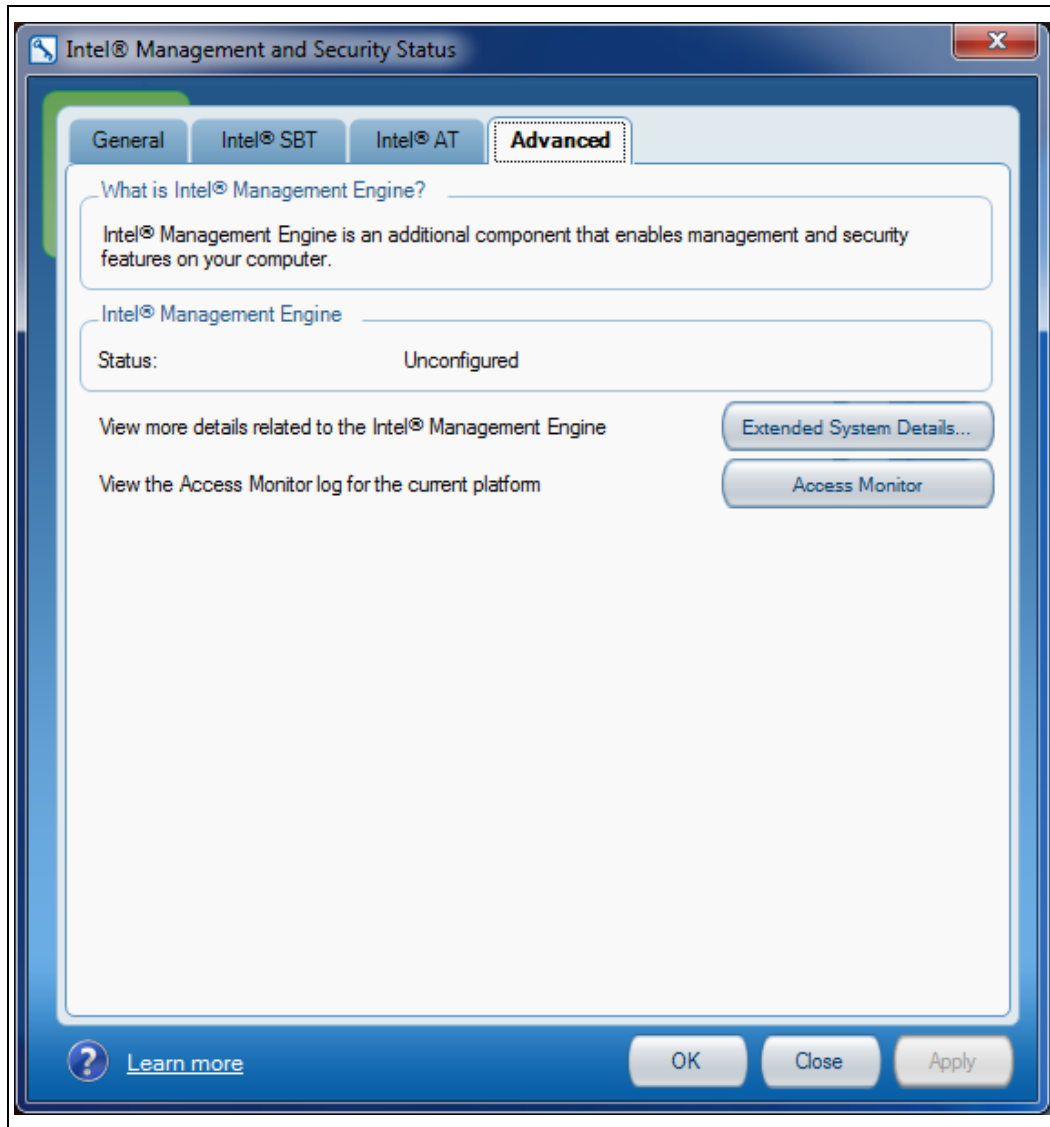 Intel® Management and Security Status
General Intel® SBT Intel® AT Advanced
What is Intel® Management Engine?
Intel® Management Engine is an additional component that enables management and security
features on your computer.
Intel® Management Engine
Status: Unconfigured
View more details related to the Intel® Management Engine Extended System Details...
View the Access Monitor log for the current platform Access Monitor
? Learn more OK Close Apply